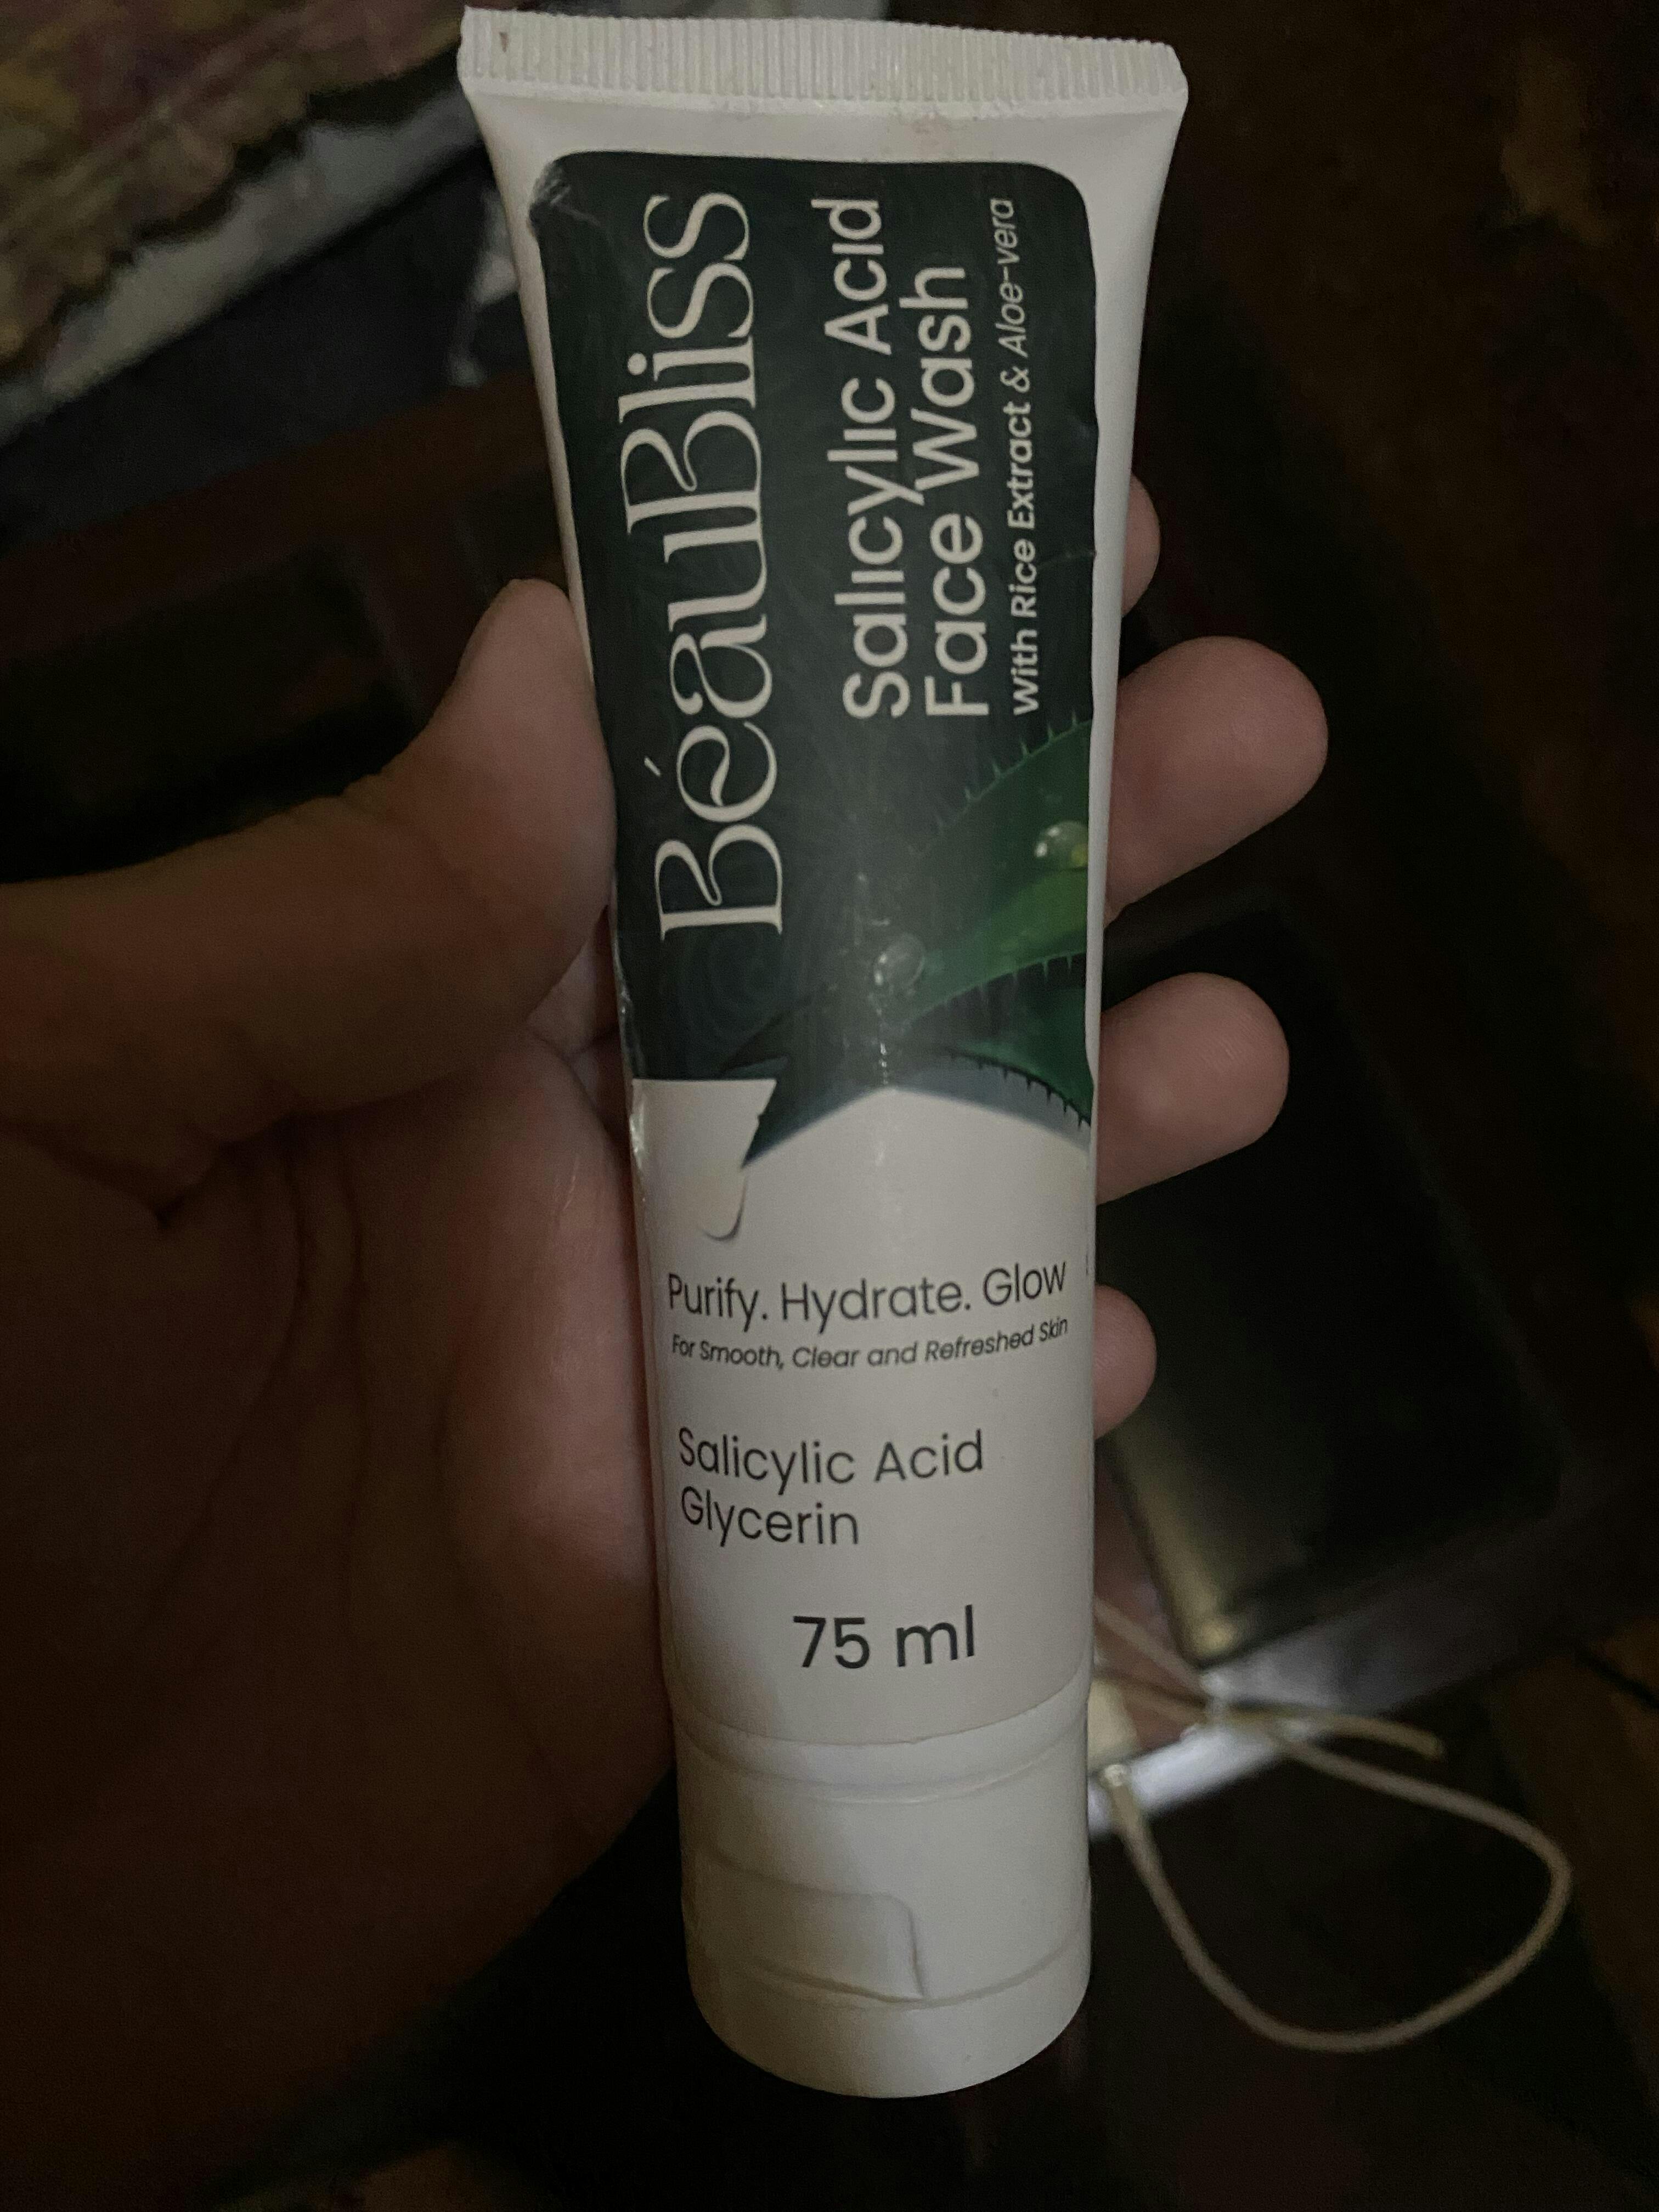 BéauBliss
Salicylic Acid
Face Wash
With Rice Extract & Aloe-vera
Purify. Hydrate. Glow
For Smooth, Clear and Refreshed Skin
Salicylic Acid
Glycerin
75 ml